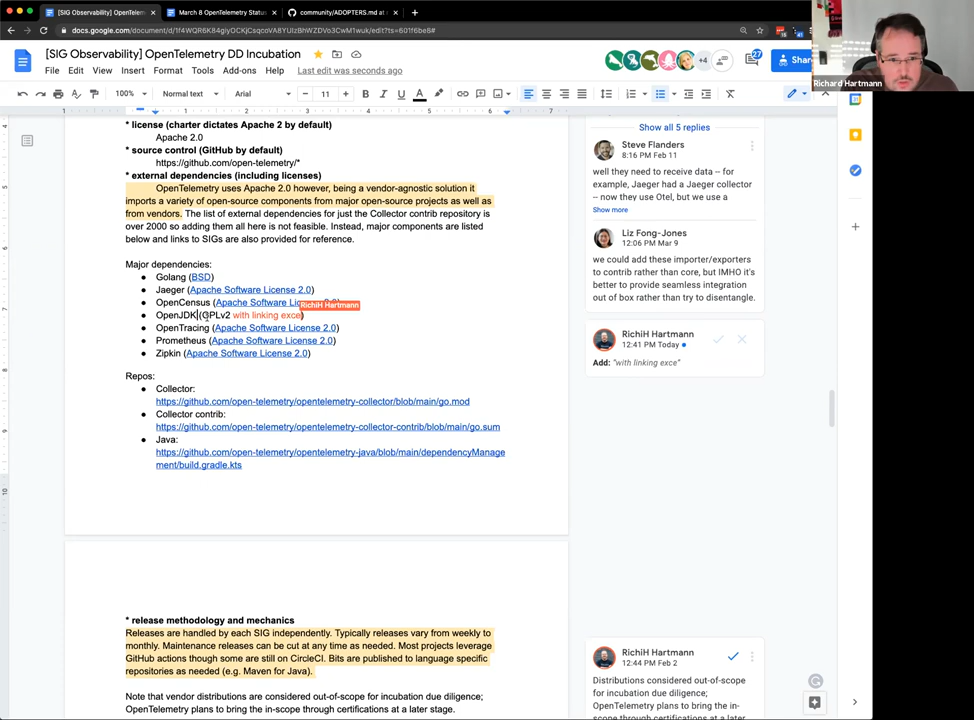 [SIG Observability] OpenTelem
March 8 OpenTelemetry Status
community/ADOPTERS.md at
docs.google.com/document/d/1f4WQR6K84gIyOCKjCsqcoVA8YUIzBhWZDVo3CwM1wuk/edit?ts=601f6be8#
[SIG Observability] OpenTelemetry DD Incubation
File Edit View Insert Format Tools Add-ons Help Last edit was seconds ago
+4
27
Share
Richard Hartmann
100% Normal text Arial 11
* license (charter dictates Apache 2 by default)
Apache 2.0
* source control (GitHub by default)
https://github.com/open-telemetry/*
* external dependencies (including licenses)
OpenTelemetry uses Apache 2.0 however, being a vendor-agnostic solution it
imports a variety of open-source components from major open-source projects as well as
from vendors. The list of external dependencies for just the Collector contrib repository is
over 2000 so adding them all here is not feasible. Instead, major components are listed
below and links to SIGs are also provided for reference.
Major dependencies:
● Golang (BSD)
● Jaeger (Apache Software License 2.0)
● OpenCensus (Apache Software Lic
RichiH Hartmann
● OpenJDK (GPLv2 with linking exce)
● OpenTracing (Apache Software License 2.0)
● Prometheus (Apache Software License 2.0)
● Zipkin (Apache Software License 2.0)
Repos:
● Collector:
https://github.com/open-telemetry/opentelemetry-collector/blob/main/go.mod
● Collector contrib:
https://github.com/open-telemetry/opentelemetry-collector-contrib/blob/main/go.sum
● Java:
https://github.com/open-telemetry/opentelemetry-java/blob/main/dependencyManage
ment/build.gradle.kts
* release methodology and mechanics
Releases are handled by each SIG independently. Typically releases vary from weekly to
monthly. Maintenance releases can be cut at any time as needed. Most projects leverage
GitHub actions though some are still on CircleCI. Bits are published to language specific
repositories as needed (e.g. Maven for Java).
Note that vendor distributions are considered out-of-scope for incubation due diligence;
OpenTelemetry plans to bring the in-scope through certifications at a later stage.
Show all 5 replies
Steve Flanders
8:16 PM Feb 11
well they need to receive data -- for
example, Jaeger had a Jaeger collector
-- now they use Otel, but we use a
Show more
Liz Fong-Jones
12:06 PM Mar 9
we could add these importer/exporters
to contrib rather than core, but IMHO it's
better to provide seamless integration
out of box rather than try to disentangle.
RichiH Hartmann
12:41 PM Today
Add: "with linking exce"
RichiH Hartmann
12:44 PM Feb 2
Distributions considered out-of-scope
for incubation due diligence;
OpenTelemetry plans to bring the in-
scope through certifications at a later